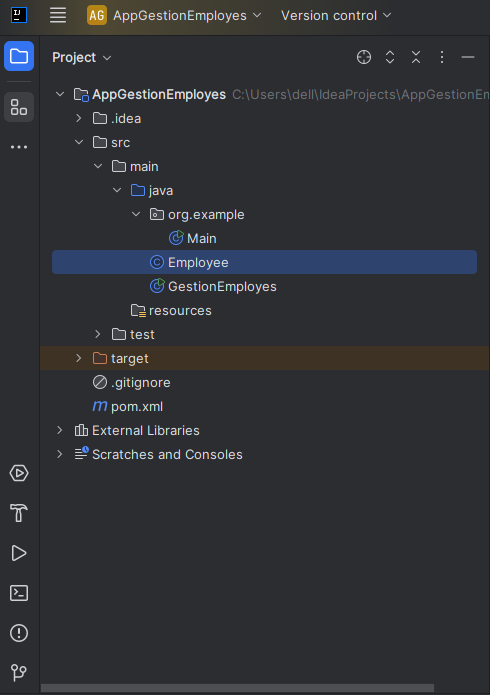 IJ AG AppGestionEmployes Version control
Project
AppGestionEmployes C:\Users\dell\IdeaProjects\AppGestionEm
.idea
src
main
java
org.example
Main
Employee
GestionEmployes
resources
test
target
.gitignore
m pom.xml
External Libraries
Scratches and Consoles